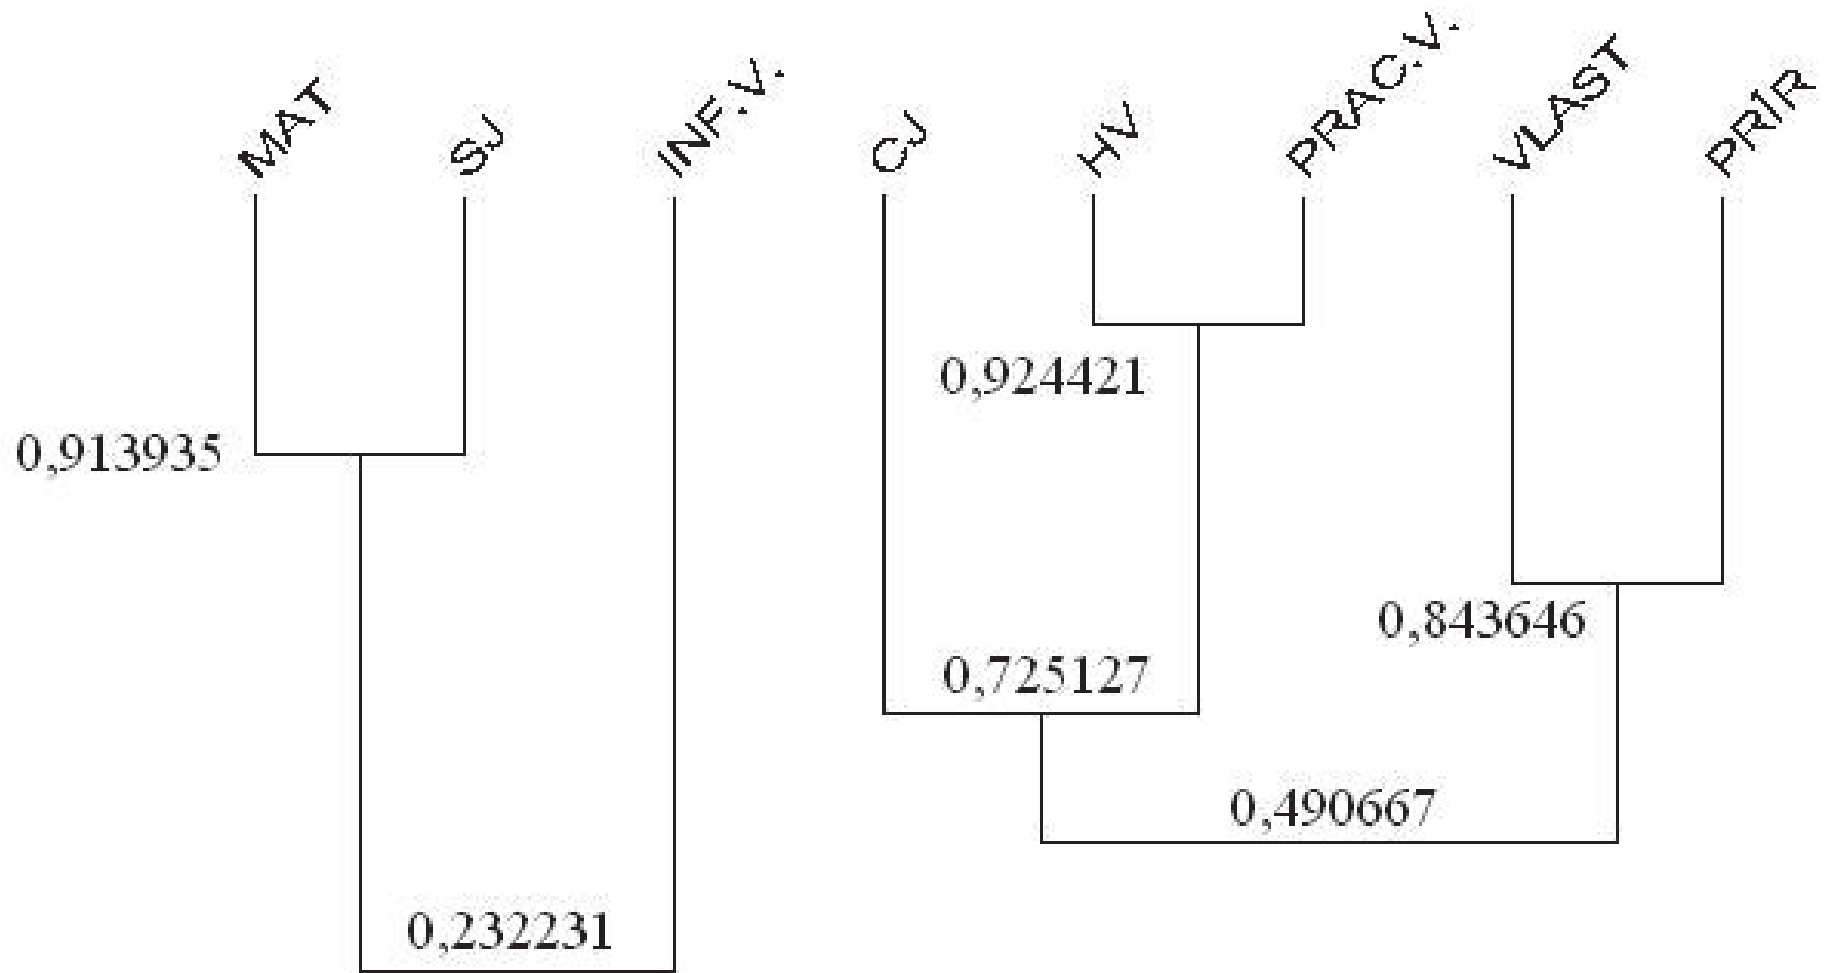 MAT
SJ
INF.V.
CJ
HV
PRAC.V.
VLAST
PRÍR
0,924421
0,913935
0,843646
0,725127
0,490667
0,232231